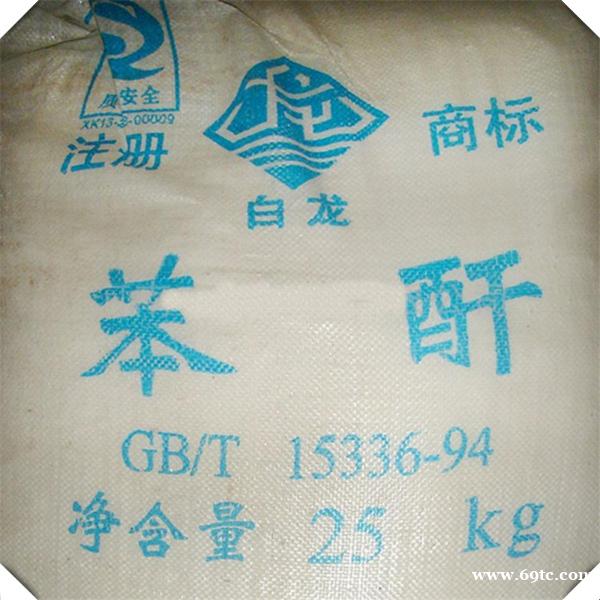 质安全
XK13-2-00009
注册
商标
白龙
苯酐
GB/T 15336-94
净含量 25 kg
www.69tc.com